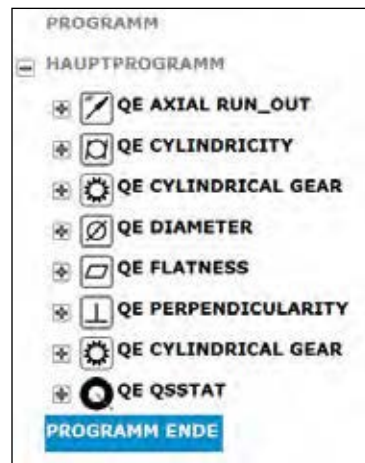 PROGRAMM
HAUPTPROGRAMM
QE AXIAL RUN_OUT
QE CYLINDRICITY
QE CYLINDRICAL GEAR
QE DIAMETER
QE FLATNESS
QE PERPENDICULARITY
QE CYLINDRICAL GEAR
QE QSSTAT
PROGRAMM ENDE